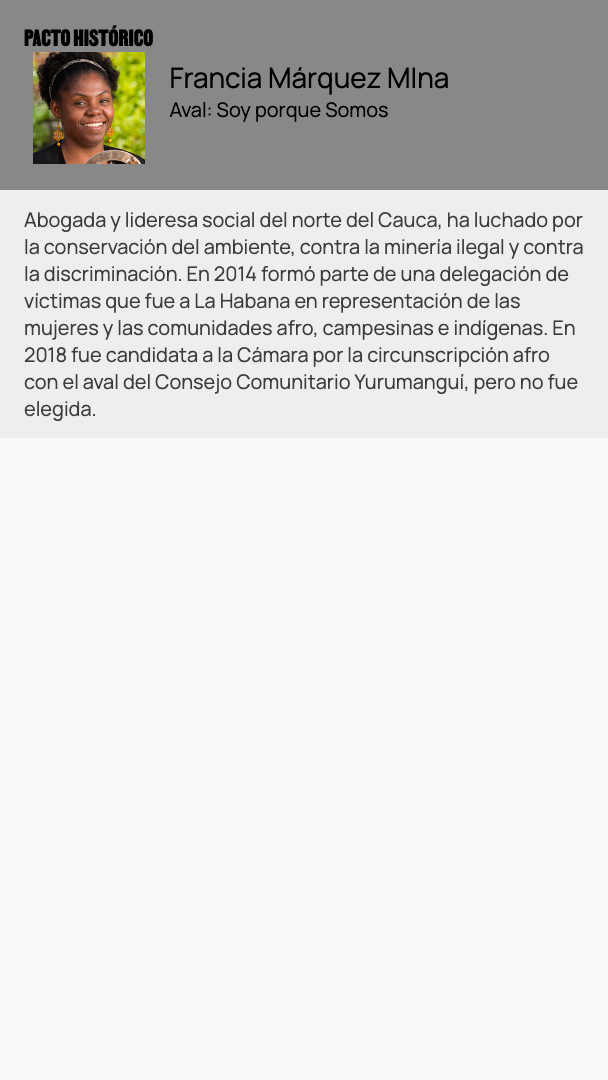 PACTO HISTÓRICO
Francia Márquez MIna
Aval: Soy porque Somos
Abogada y lideresa social del norte del Cauca, ha luchado por
la conservación del ambiente, contra la minería ilegal y contra
la discriminación. En 2014 formó parte de una delegación de
víctimas que fue a La Habana en representación de las
mujeres y las comunidades afro, campesinas e indígenas. En
2018 fue candidata a la Cámara por la circunscripción afro
con el aval del Consejo Comunitario Yurumanguí, pero no fue
elegida.